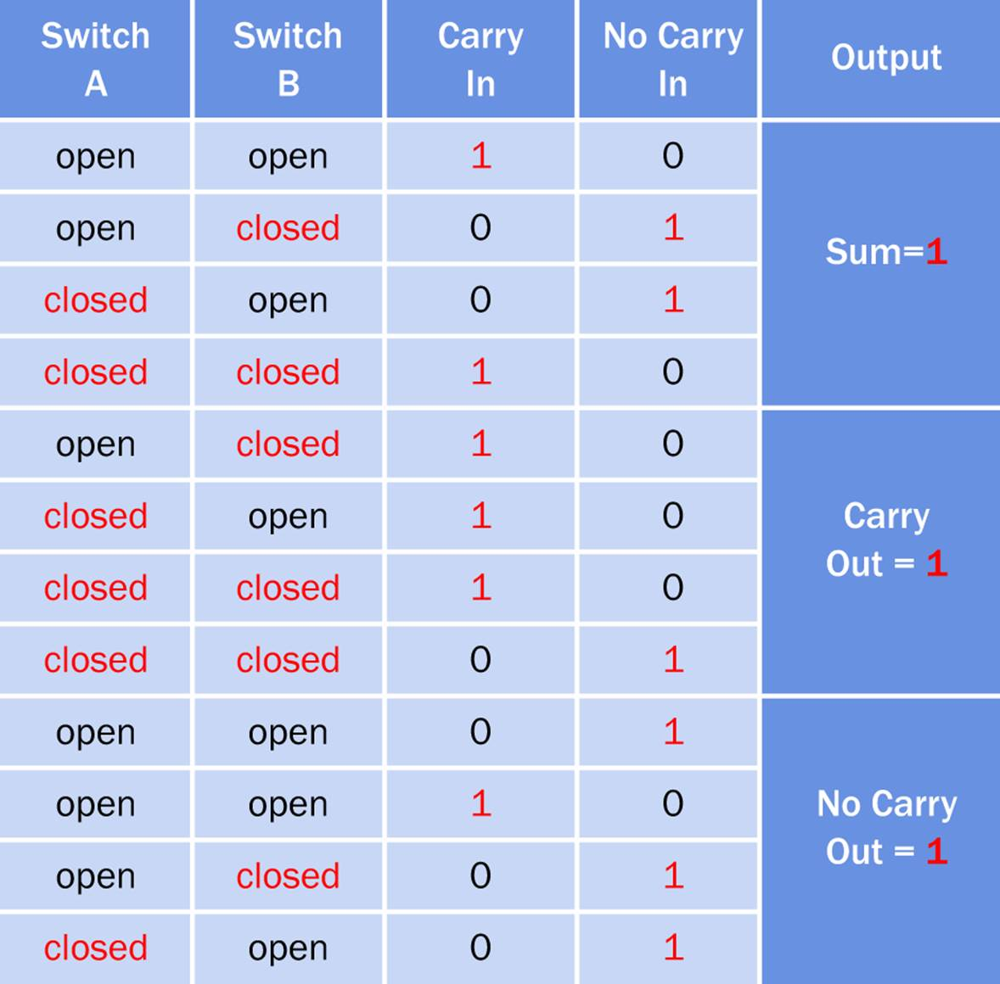 Switch A Switch B Carry In No Carry In Output
open open 1 0 Sum=1
open closed 0 1
closed open 0 1
closed closed 1 0
open closed 1 0 Carry Out = 1
closed open 1 0
closed closed 1 0
closed closed 0 1
open open 0 1 No Carry Out = 1
open open 1 0
open closed 0 1
closed open 0 1